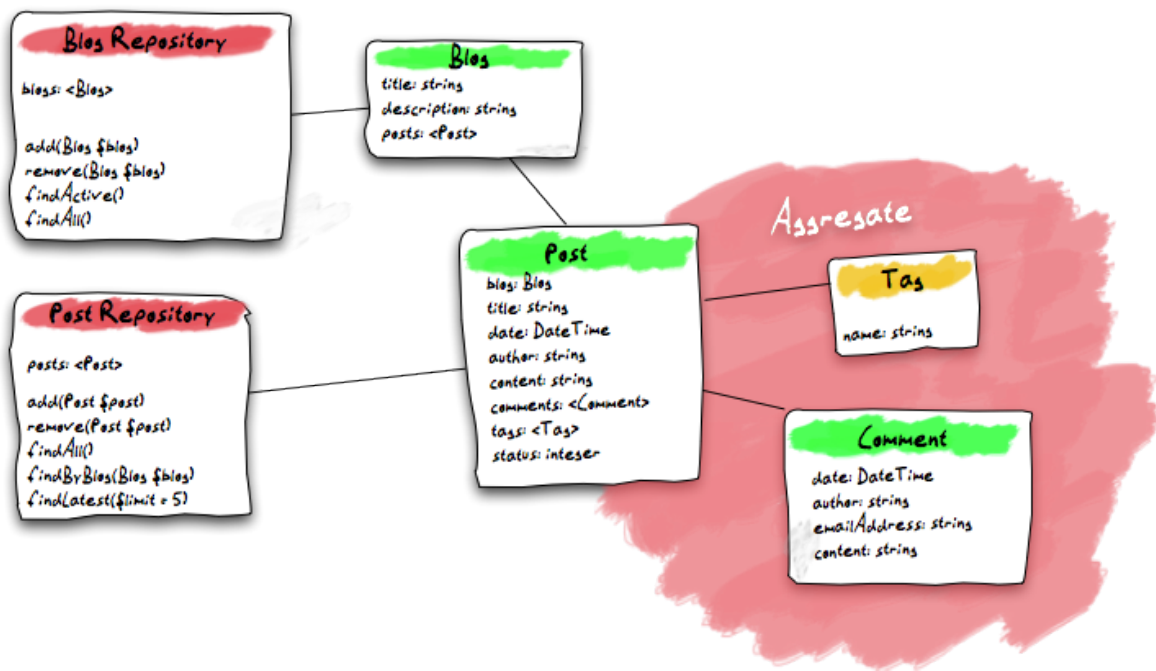 Blog Repository
blogs: <Blog>
add(Blog $blog)
remove(Blog $blog)
findActive()
findAll()
Blog
title: string
description: string
posts: <Post>
Aggregate
Post
blog: Blog
title: string
date: DateTime
author: string
content: string
comments: <Comment>
tags: <Tag>
status: integer
Tag
name: string
Post Repository
posts: <Post>
add(Post $post)
remove(Post $post)
findAll()
findByBlog(Blog $blog)
findLatest($limit = 5)
Comment
date: DateTime
author: string
emailAddress: string
content: string